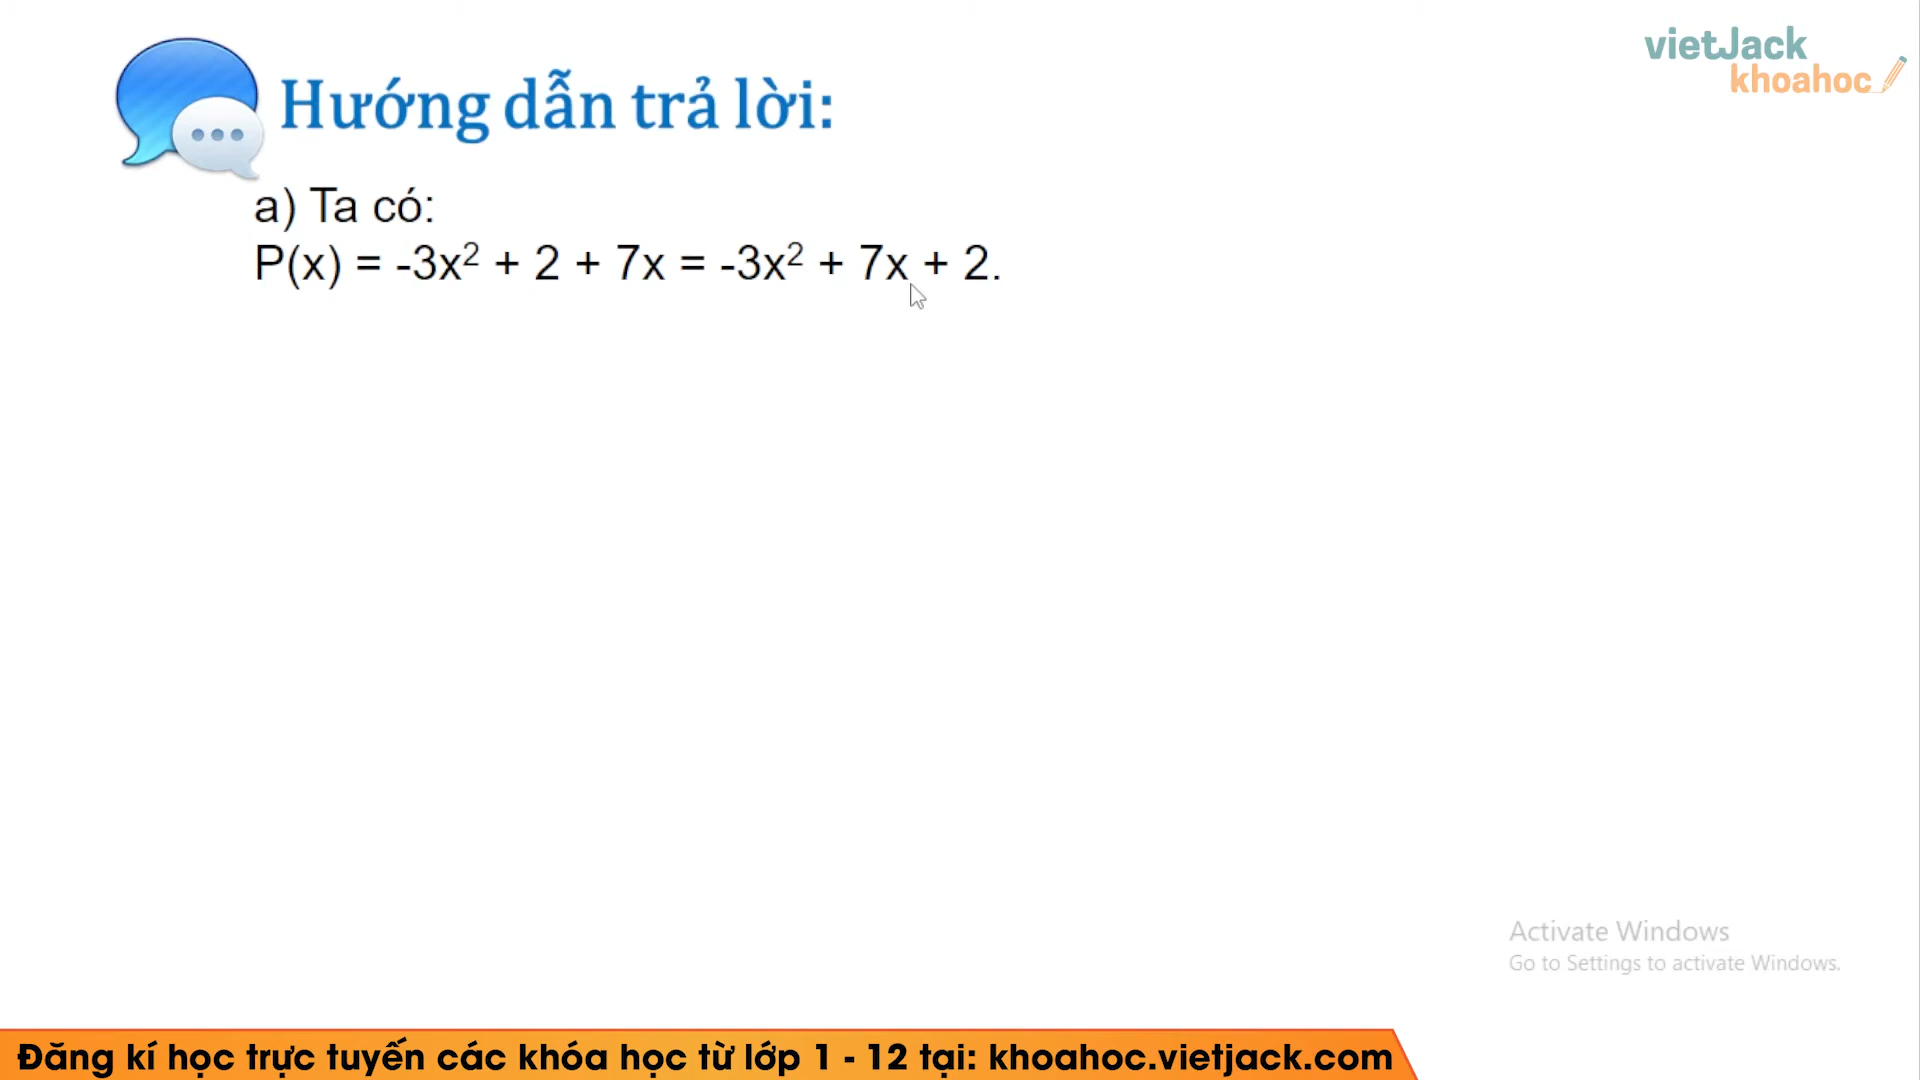 vietJack
khoahoc
Hướng dẫn trả lời:
a) Ta có:
P(x) = -3x² + 2 + 7x = -3x² + 7x + 2.
Activate Windows
Go to Settings to activate Windows.
Đăng kí học trực tuyến các khóa học từ lớp 1 - 12 tại: khoahoc.vietjack.com